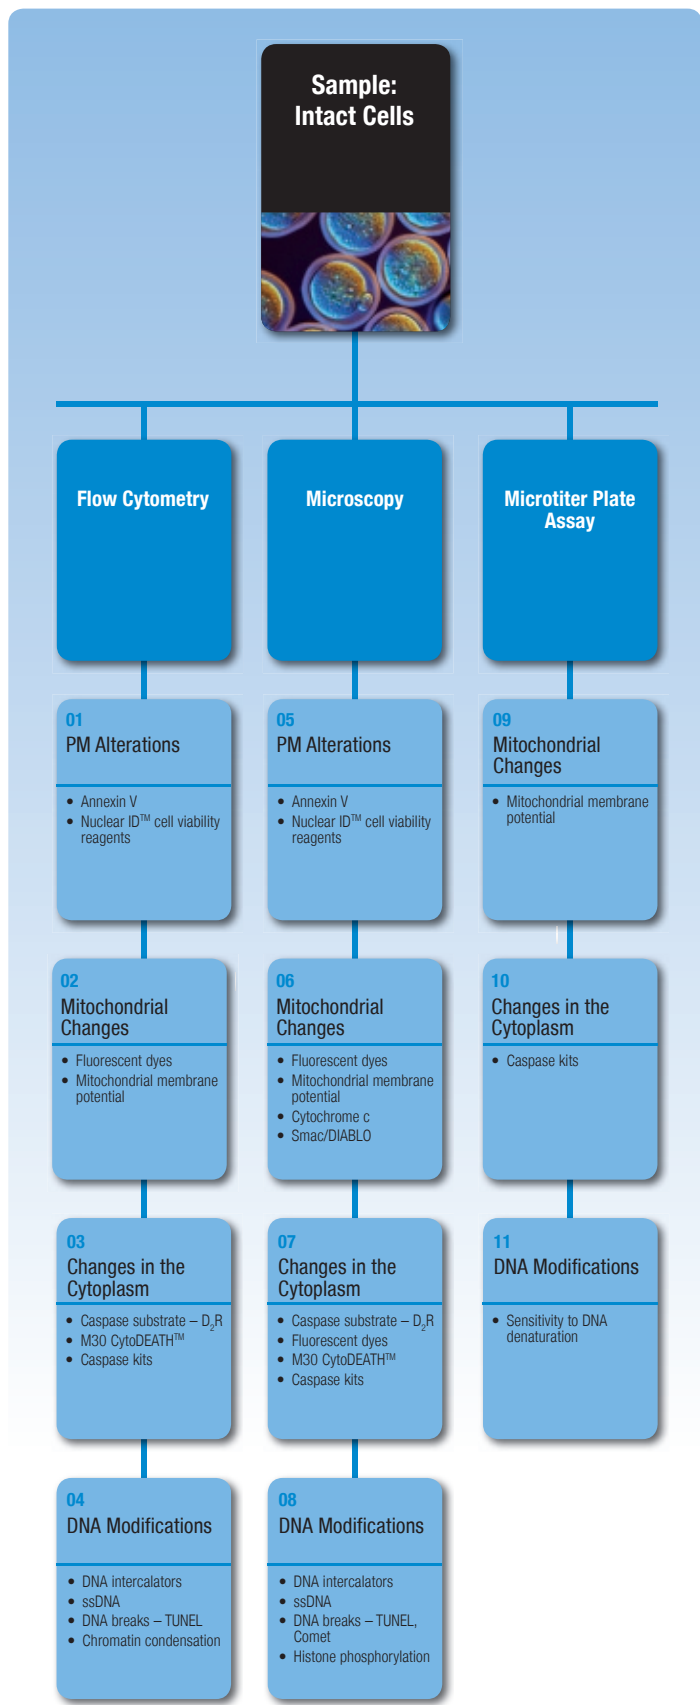 Sample:
Intact Cells
Flow Cytometry
Microscopy
Microtiter Plate
Assay
01
PM Alterations
• Annexin V
• Nuclear ID™ cell viability
reagents
05
PM Alterations
• Annexin V
• Nuclear ID™ cell viability
reagents
09
Mitochondrial
Changes
• Mitochondrial membrane
potential
02
Mitochondrial
Changes
• Fluorescent dyes
• Mitochondrial membrane
potential
06
Mitochondrial
Changes
• Fluorescent dyes
• Mitochondrial membrane
potential
• Cytochrome c
• Smac/DIABLO
10
Changes in the
Cytoplasm
• Caspase kits
03
Changes in the
Cytoplasm
• Caspase substrate – D₂R
• M30 CytoDEATH™
• Caspase kits
07
Changes in the
Cytoplasm
• Caspase substrate – D₂R
• Fluorescent dyes
• M30 CytoDEATH™
• Caspase kits
11
DNA Modifications
• Sensitivity to DNA
denaturation
04
DNA Modifications
• DNA intercalators
• ssDNA
• DNA breaks – TUNEL
• Chromatin condensation
08
DNA Modifications
• DNA intercalators
• ssDNA
• DNA breaks – TUNEL,
Comet
• Histone phosphorylation